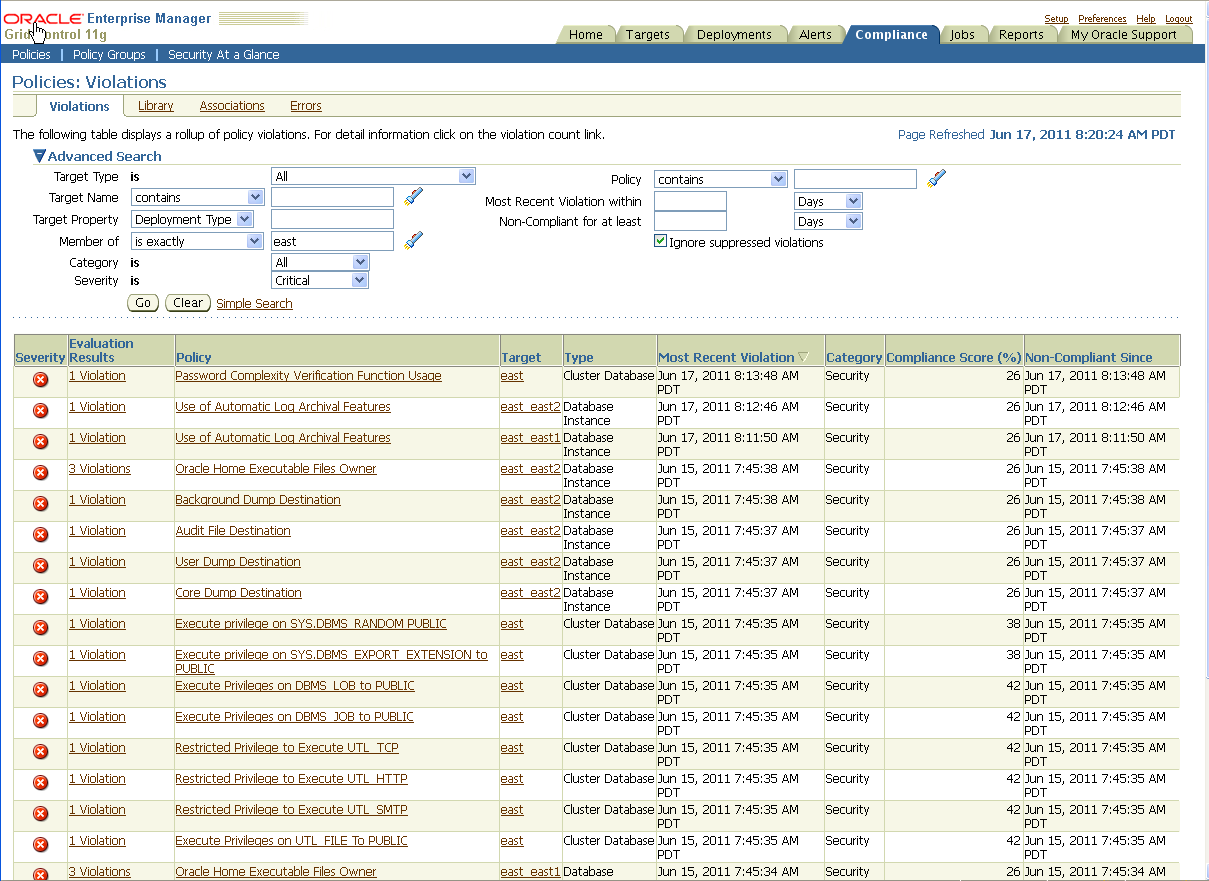 ORACLE Enterprise Manager
Grid Control 11g
Setup Preferences Help Logout
Home Targets Deployments Alerts Compliance Jobs Reports My Oracle Support
Policies | Policy Groups | Security At a Glance
Policies: Violations
Violations Library Associations Errors
The following table displays a rollup of policy violations. For detail information click on the violation count link.
Page Refreshed Jun 17, 2011 8:20:24 AM PDT
Advanced Search
Target Type is All
Target Name contains
Target Property Deployment Type
Member of is exactly east
Category is All
Severity is Critical
Policy contains
Most Recent Violation within Days
Non-Compliant for at least Days
Ignore suppressed violations
Go Clear Simple Search
Severity Evaluation Results Policy Target Type Most Recent Violation Category Compliance Score (%) Non-Compliant Since
1 Violation Password Complexity Verification Function Usage east Cluster Database Jun 17, 2011 8:13:48 AM PDT Security 26 Jun 17, 2011 8:13:48 AM PDT
1 Violation Use of Automatic Log Archival Features east_east2 Database Instance Jun 17, 2011 8:12:46 AM PDT Security 26 Jun 17, 2011 8:12:46 AM PDT
1 Violation Use of Automatic Log Archival Features east_east1 Database Instance Jun 17, 2011 8:11:50 AM PDT Security 26 Jun 17, 2011 8:11:50 AM PDT
3 Violations Oracle Home Executable Files Owner east_east2 Database Instance Jun 15, 2011 7:45:38 AM PDT Security 26 Jun 15, 2011 7:45:38 AM PDT
1 Violation Background Dump Destination east_east2 Database Instance Jun 15, 2011 7:45:38 AM PDT Security 26 Jun 15, 2011 7:45:38 AM PDT
1 Violation Audit File Destination east_east2 Database Instance Jun 15, 2011 7:45:37 AM PDT Security 26 Jun 15, 2011 7:45:37 AM PDT
1 Violation User Dump Destination east_east2 Database Instance Jun 15, 2011 7:45:37 AM PDT Security 26 Jun 15, 2011 7:45:37 AM PDT
1 Violation Core Dump Destination east_east2 Database Instance Jun 15, 2011 7:45:37 AM PDT Security 26 Jun 15, 2011 7:45:37 AM PDT
1 Violation Execute privilege on SYS.DBMS_RANDOM PUBLIC east Cluster Database Jun 15, 2011 7:45:35 AM PDT Security 38 Jun 15, 2011 7:45:35 AM PDT
1 Violation Execute privilege on SYS.DBMS_EXPORT_EXTENSION to PUBLIC east Cluster Database Jun 15, 2011 7:45:35 AM PDT Security 38 Jun 15, 2011 7:45:35 AM PDT
1 Violation Execute Privileges on DBMS_LOB to PUBLIC east Cluster Database Jun 15, 2011 7:45:35 AM PDT Security 42 Jun 15, 2011 7:45:35 AM PDT
1 Violation Execute Privileges on DBMS_JOB to PUBLIC east Cluster Database Jun 15, 2011 7:45:35 AM PDT Security 42 Jun 15, 2011 7:45:35 AM PDT
1 Violation Restricted Privilege to Execute UTL_TCP east Cluster Database Jun 15, 2011 7:45:35 AM PDT Security 42 Jun 15, 2011 7:45:35 AM PDT
1 Violation Restricted Privilege to Execute UTL_HTTP east Cluster Database Jun 15, 2011 7:45:35 AM PDT Security 42 Jun 15, 2011 7:45:35 AM PDT
1 Violation Restricted Privilege to Execute UTL_SMTP east Cluster Database Jun 15, 2011 7:45:35 AM PDT Security 42 Jun 15, 2011 7:45:35 AM PDT
1 Violation Execute Privileges on UTL_FILE To PUBLIC east Cluster Database Jun 15, 2011 7:45:35 AM PDT Security 42 Jun 15, 2011 7:45:35 AM PDT
3 Violations Oracle Home Executable Files Owner east_east1 Database Jun 15, 2011 7:45:34 AM Security 26 Jun 15, 2011 7:45:34 AM